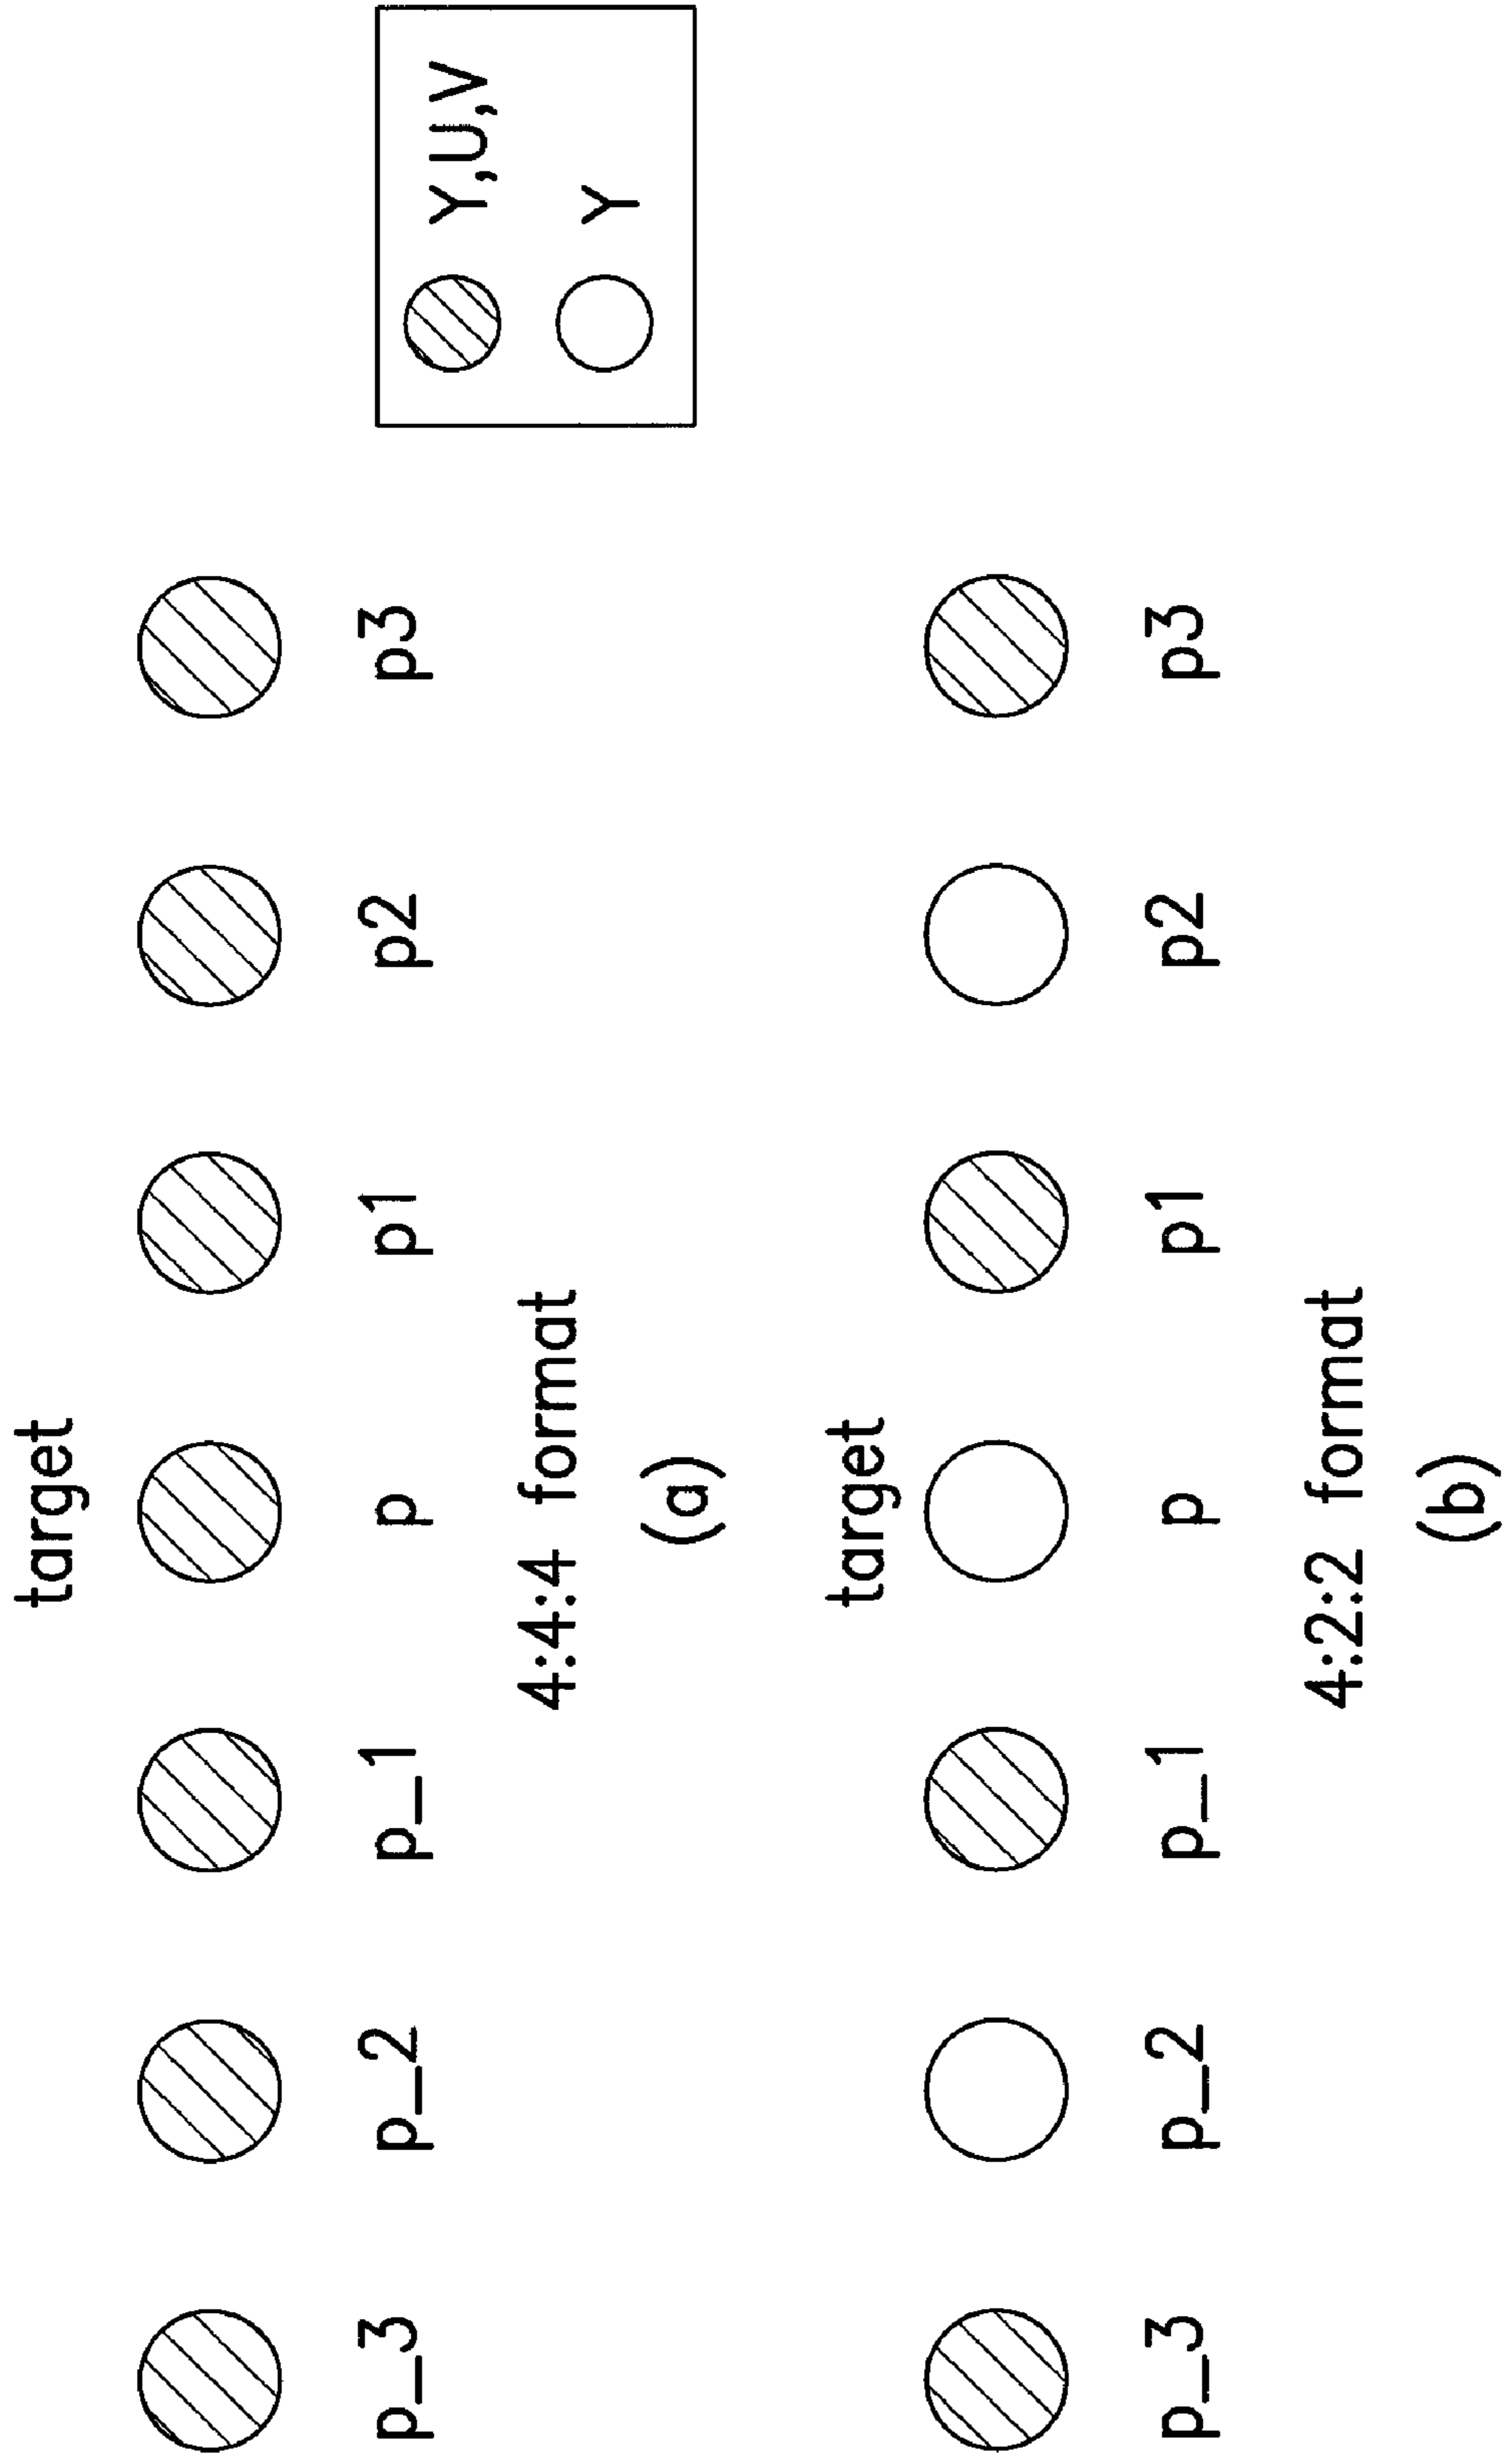 target
p_3 p_2 p_1 p p1 p2 p3
4:4:4 format
(a)
Y,U,V
Y
target
p_3 p_2 p_1 p p1 p2 p3
4:2:2 format
(b)